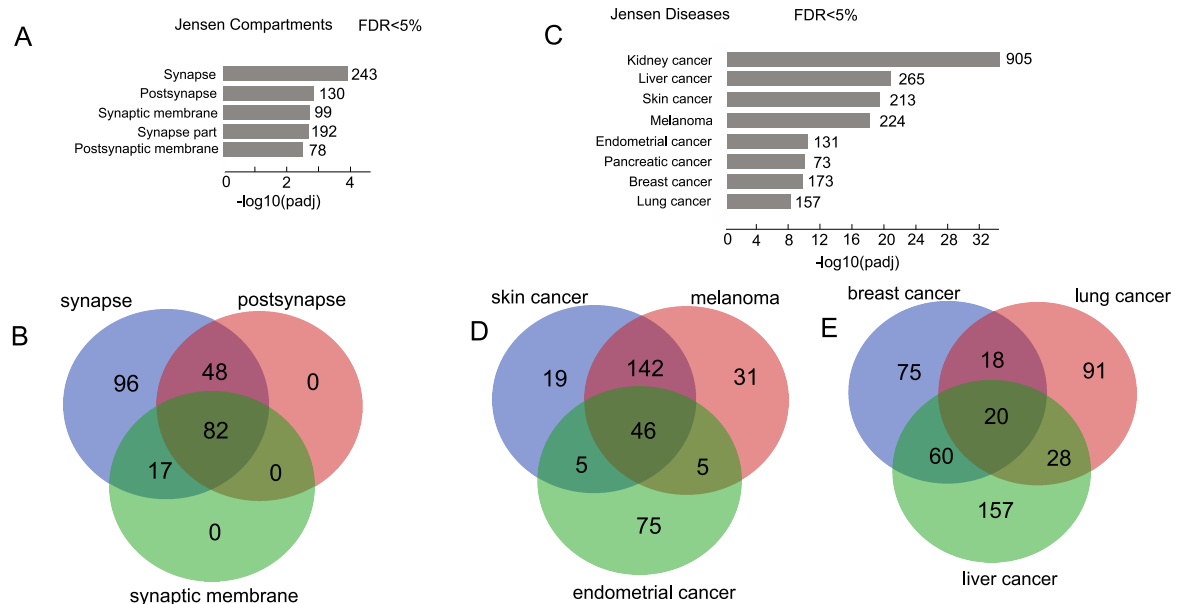 A
Jensen Compartments FDR<5%
Synapse 243
Postsynapse 130
Synaptic membrane 99
Synapse part 192
Postsynaptic membrane 78
0 2 4
-log10(padj)
C
Jensen Diseases FDR<5%
Kidney cancer 905
Liver cancer 265
Skin cancer 213
Melanoma 224
Endometrial cancer 131
Pancreatic cancer 73
Breast cancer 173
Lung cancer 157
0 4 8 12 16 20 24 28 32
-log10(padj)
B
synapse postsynapse
96 48 0
82
17 0
0
synaptic membrane
D
skin cancer melanoma
19 142 31
46
5 5
75
endometrial cancer
E
breast cancer lung cancer
75 18 91
20
60 28
157
liver cancer